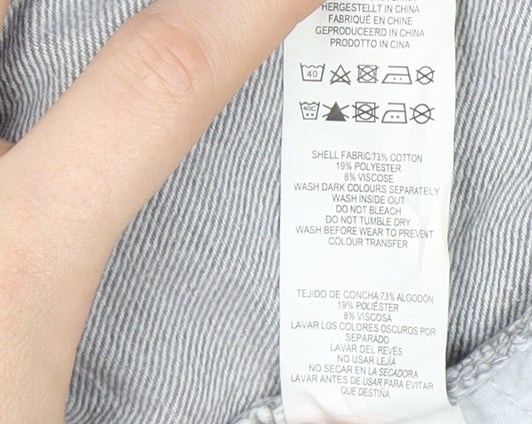 HERGESTELLT IN CHINA
FABRIQUÉ EN CHINE
GEPRODUCEERD IN CHINA
PRODOTTO IN CINA
40
40C
SHELL FABRIC:73% COTTON
19% POLYESTER
8% VISCOSE
WASH DARK COLOURS SEPARATELY
WASH INSIDE OUT
DO NOT BLEACH
DO NOT TUMBLE DRY
WASH BEFORE WEAR TO PREVENT
COLOUR TRANSFER
TEJIDO DE CONCHA:73% ALGODÓN
19% POLIÉSTER
8% VISCOSA
LAVAR LOS COLORES OSCUROS POR
SEPARADO
LAVAR DEL REVÉS
NO USAR LEJÍA
NO SECAR EN LA SECADORA
LAVAR ANTES DE USAR PARA EVITAR
QUE DESTIÑA